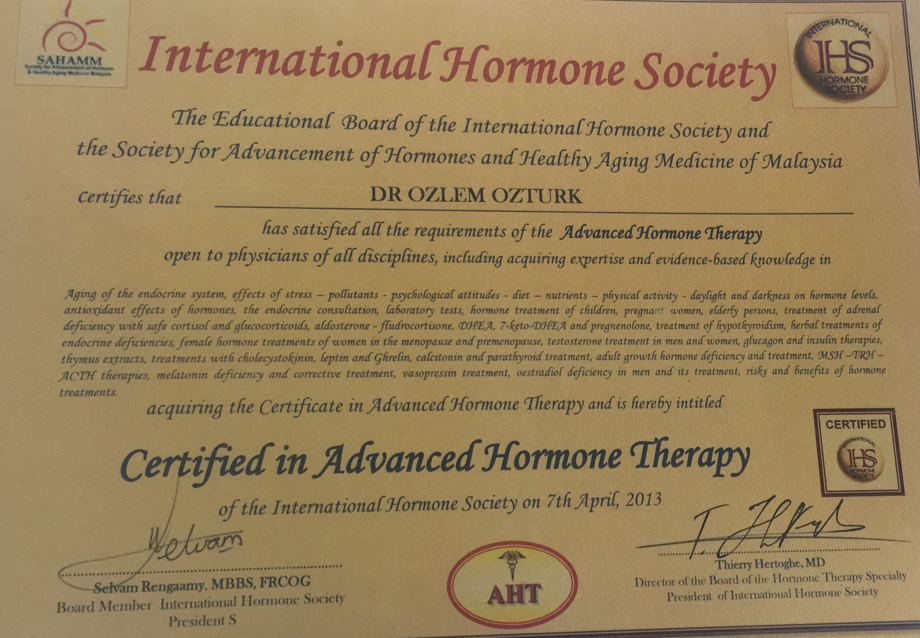 SAHAMM
Society for Advancement of Hormones
& Healthy Aging Medicine Malaysia
International Hormone Society
INTERNATIONAL
IHS
HORMONE
SOCIETY
The Educational Board of the International Hormone Society and
the Society for Advancement of Hormones and Healthy Aging Medicine of Malaysia
Certifies that DR OZLEM OZTURK
has satisfied all the requirements of the Advanced Hormone Therapy
open to physicians of all disciplines, including acquiring expertise and evidence-based knowledge in
Aging of the endocrine system, effects of stress – pollutants - psychological attitudes - diet – nutrients – physical activity - daylight and darkness on hormone levels,
antioxidant effects of hormones, the endocrine consultation, laboratory tests, hormone treatment of children, pregnant women, elderly persons, treatment of adrenal
deficiency with safe cortisol and glucocorticoids, aldosterone - fludrocortisone, DHEA, 7-keto-DHEA and pregnenolone, treatment of hypothyroidism, herbal treatments of
endocrine deficiencies, female hormone treatments of women in the menopause and premenopause, testosterone treatment in men and women, glucagon and insulin therapies,
thymus extracts, treatments with cholecystokinin, leptin and Ghrelin, calcitonin and parathyroid treatment, adult growth hormone deficiency and treatment, MSH –TRH –
ACTH therapies, melatonin deficiency and corrective treatment, vasopressin treatment, oestradiol deficiency in men and its treatment, risks and benefits of hormone
treatments.
acquiring the Certificate in Advanced Hormone Therapy and is hereby intitled
CERTIFIED
INTERNATIONAL
IHS
HORMONE
SOCIETY
Certified in Advanced Hormone Therapy
of the International Hormone Society on 7th April, 2013
Selvam
Selvam Rengaamy, MBBS, FRCOG
Board Member International Hormone Society
President S
AHT
Thierry Hertoghe, MD
Director of the Board of the Hormone Therapy Specialty
President of International Hormone Society